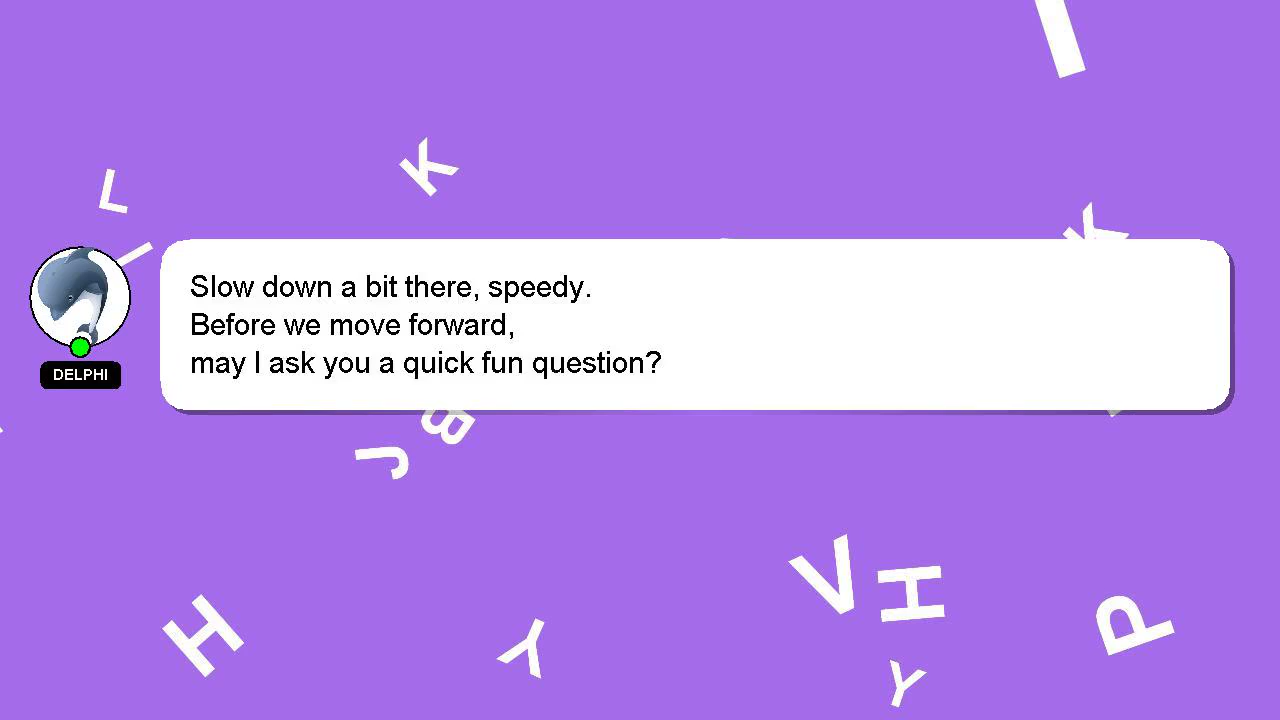 I
K
L
K
Slow down a bit there, speedy.
Before we move forward,
may I ask you a quick fun question?
DELPHI
B
J
V
H
H
P
Y
Y